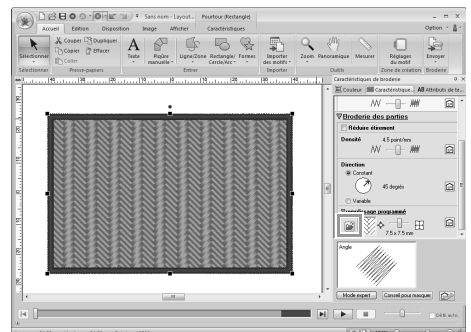 Sans nom - Layout... Pourtour (Rectangle)
Accueil Edition Disposition Image Afficher Caractéristiques Option
Sélectionner
Couper
Dupliquer
Copier
Effacer
Coller
Texte
Piqûre manuelle
Ligne/Zone
Rectangle/ Cercle/Arc
Formes
Importer des motifs
Zoom
Panoramique
Mesurer
Réglages du motif
Envoyer
Sélectionner Presse-papiers Entrer Importer Outils Zone de création Broderie
Caractéristiques de broderie
Couleur Caractéristique... Attributs de te...
Broderie des parties
Réduire étirement
Densité 4.5 point/mm
Direction
Constant
45 degrés
Variable
programmé
7.5 x 7.5 mm
Angle
Mode expert Conseil pour masquer